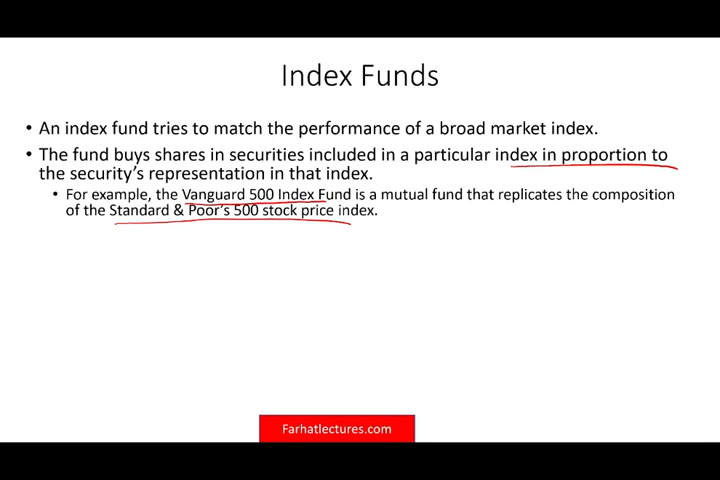 Index Funds
• An index fund tries to match the performance of a broad market index.
• The fund buys shares in securities included in a particular index in proportion to
the security's representation in that index.
• For example, the Vanguard 500 Index Fund is a mutual fund that replicates the composition
of the Standard & Poor's 500 stock price index.
Farhatlectures.com